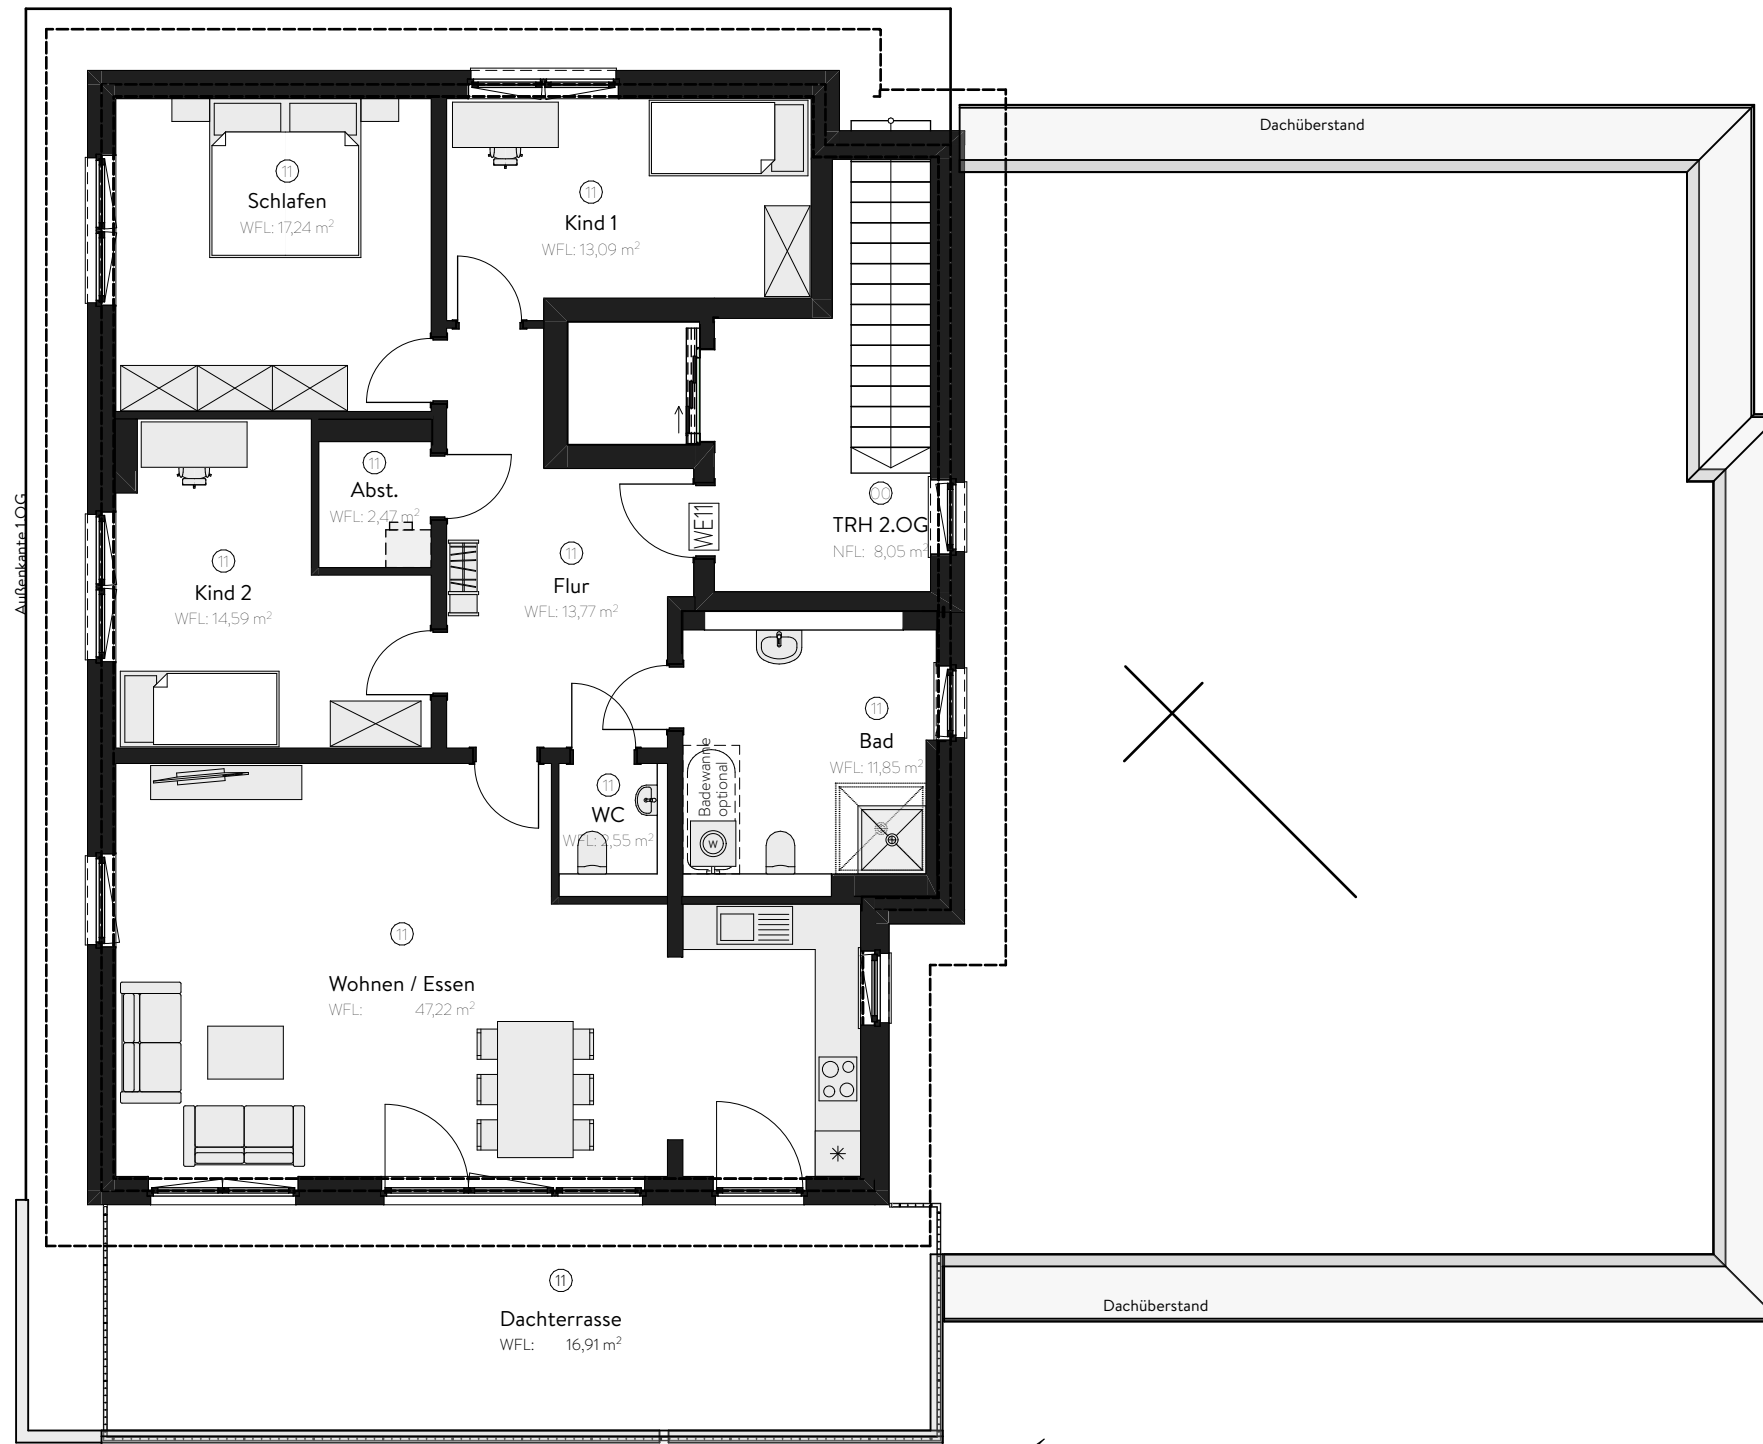 Dachüberstand
11
Schlafen
WFL: 17,24 m²
11
Kind 1
WFL: 13,09 m²
11
Abst.
WFL: 2,47 m²
00
TRH 2.OG
NFL: 8,05 m²
WE11
Außenkante 1.OG
11
Kind 2
WFL: 14,59 m²
11
Flur
WFL: 13,77 m²
11
Bad
WFL: 11,85 m²
Badewanne
optional
W
11
WC
WFL: 2,55 m²
11
Wohnen / Essen
WFL: 47,22 m²
11
Dachterrasse
WFL: 16,91 m²
Dachüberstand